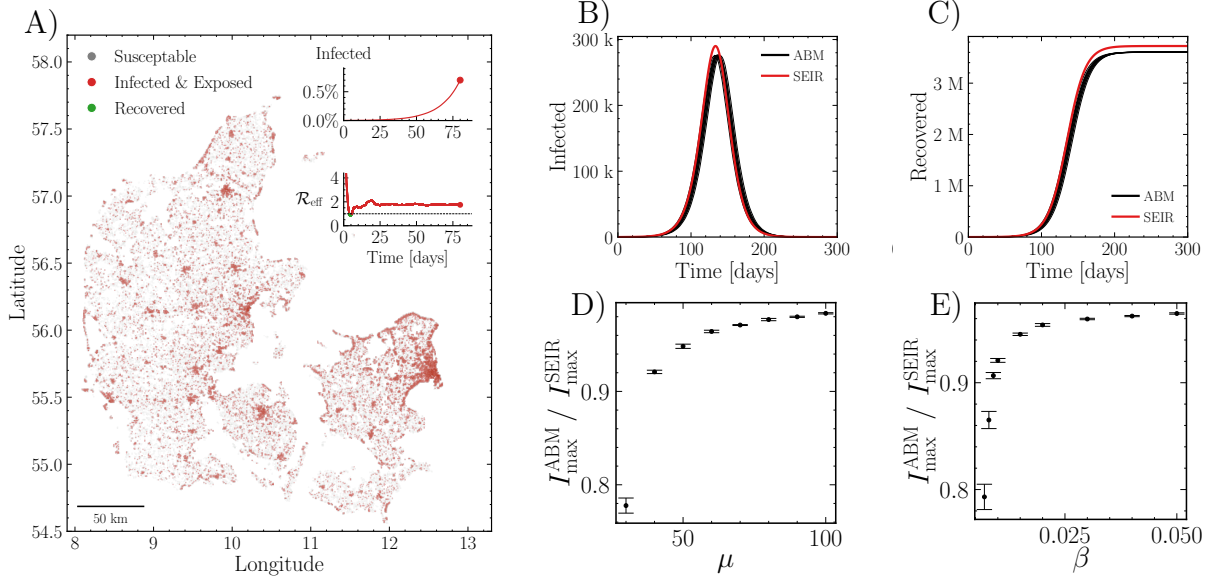 A)
Susceptable
Infected & Exposed
Recovered
Infected
0.5%
0.0%
0 25 50 75
4
2
0
R_eff
0 25 50 75
Time [days]
58.0
57.5
57.0
56.5
56.0
55.5
55.0
54.5
Latitude
50 km
8 9 10 11 12 13
Longitude
B)
300 k
200 k
100 k
0
Infected
ABM
SEIR
0 100 200 300
Time [days]
C)
3 M
2 M
1 M
0
Recovered
ABM
SEIR
0 100 200 300
Time [days]
D)
0.9
0.8
I_max^ABM / I_max^SEIR
50 100
μ
E)
0.9
0.8
I_max^ABM / I_max^SEIR
0.025 0.050
β